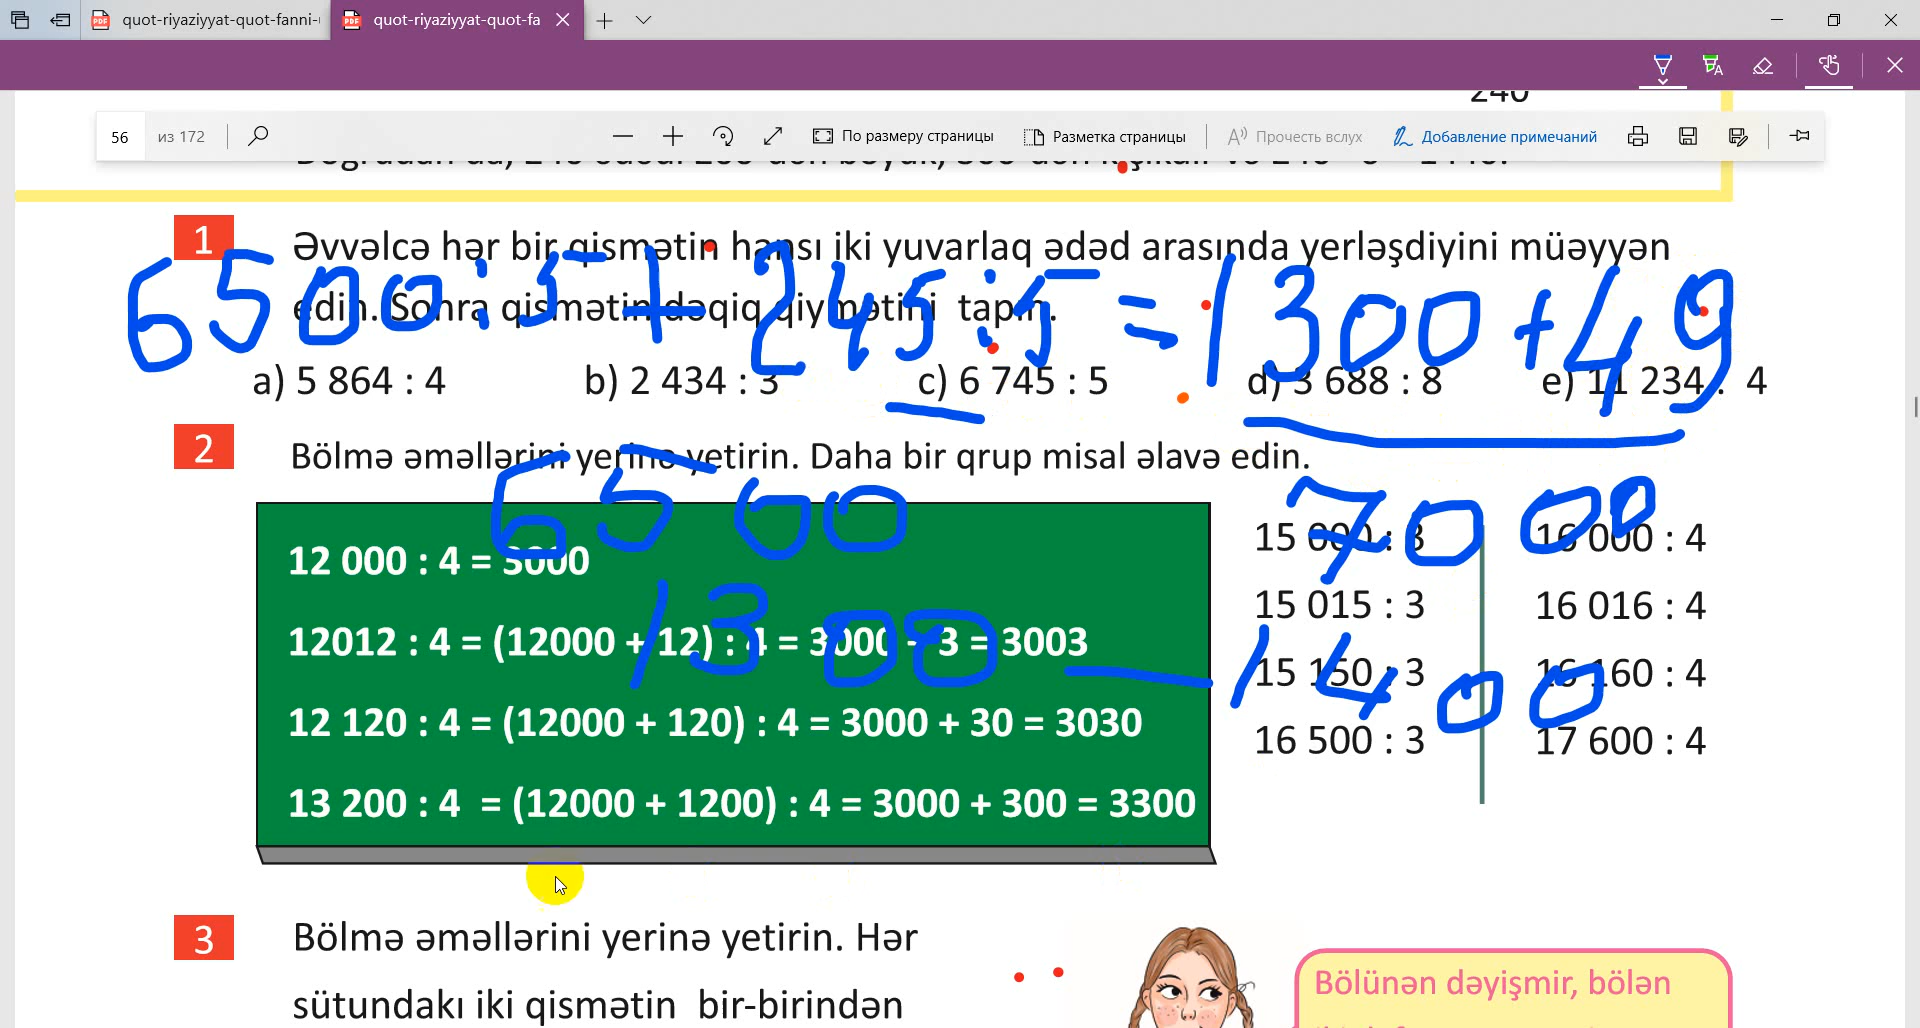 quot-riyaziyyat-quot-fanni-
quot-riyaziyyat-quot-fa
240
56 из 172
По размеру страницы
Разметка страницы
Прочесть вслух
Добавление примечаний
1 Əvvəlcə hər bir qismətin hansı iki yuvarlaq ədəd arasında yerləşdiyini müəyyən
edin. Sonra qismətin dəqiq qiymətini tapın.
6500:5+245:5=1300+49
a) 5 864 : 4 b) 2 434 : 3 c) 6 745 : 5 d) 3 688 : 8 e) 11 234 : 4
2 Bölmə əməllərini yerinə yetirin. Daha bir qrup misal əlavə edin.
6500 7000
1300 — 1400
12 000 : 4 = 3000
12012 : 4 = (12000 + 12) : 4 = 3000 + 3 = 3003
12 120 : 4 = (12000 + 120) : 4 = 3000 + 30 = 3030
13 200 : 4 = (12000 + 1200) : 4 = 3000 + 300 = 3300
15 000 : 3 16 000 : 4
15 015 : 3 16 016 : 4
15 150 : 3 16 160 : 4
16 500 : 3 17 600 : 4
3 Bölmə əməllərini yerinə yetirin. Hər
sütundakı iki qismətin bir-birindən
Bölünən dəyişmir, bölən